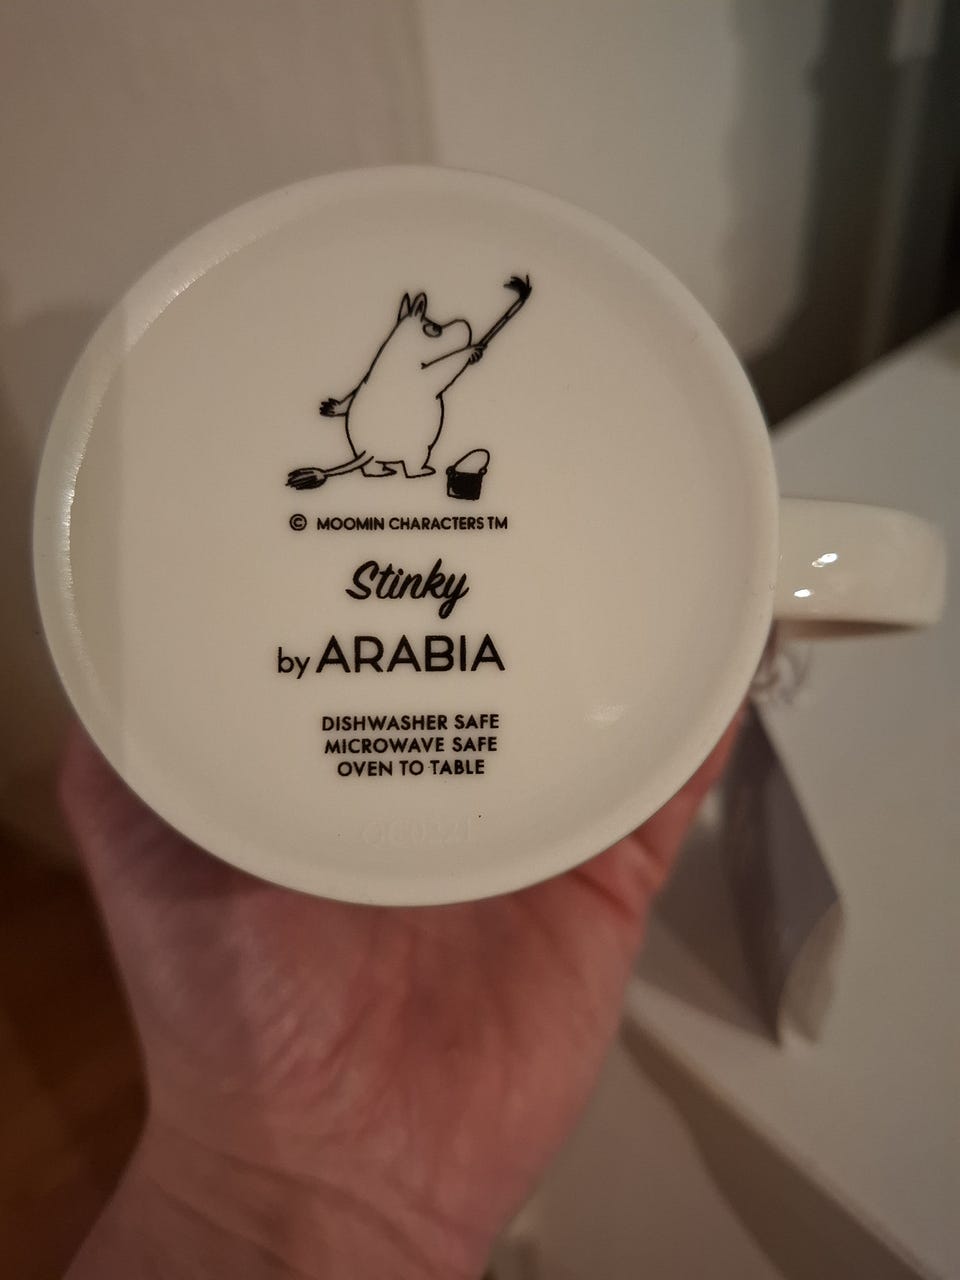 © MOOMIN CHARACTERS TM
Stinky
by ARABIA
DISHWASHER SAFE
MICROWAVE SAFE
OVEN TO TABLE